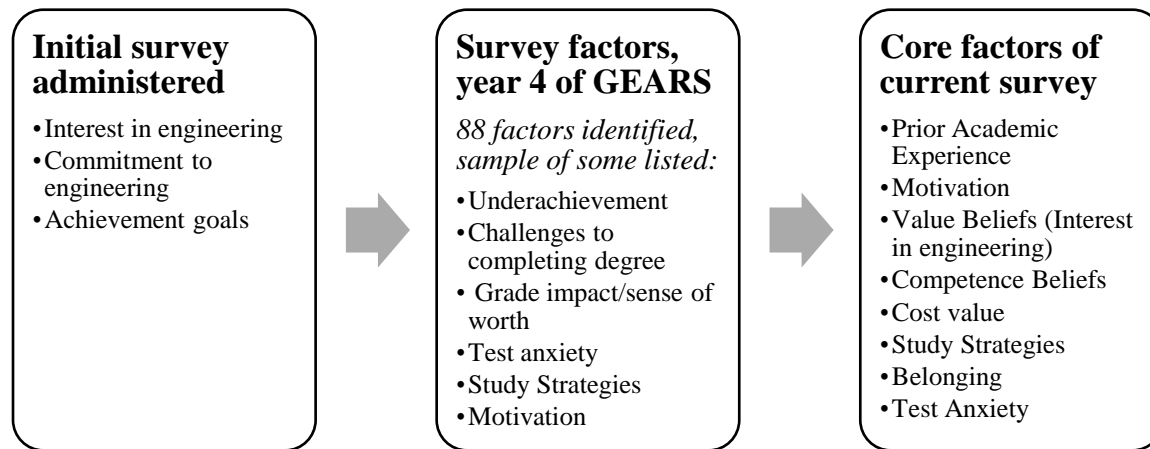 Initial survey
administered
•Interest in engineering
•Commitment to
engineering
•Achievement goals
Survey factors,
year 4 of GEARS
88 factors identified,
sample of some listed:
•Underachievement
•Challenges to
completing degree
• Grade impact/sense of
worth
•Test anxiety
•Study Strategies
•Motivation
Core factors of
current survey
•Prior Academic
Experience
•Motivation
•Value Beliefs (Interest
in engineering)
•Competence Beliefs
•Cost value
•Study Strategies
•Belonging
•Test Anxiety